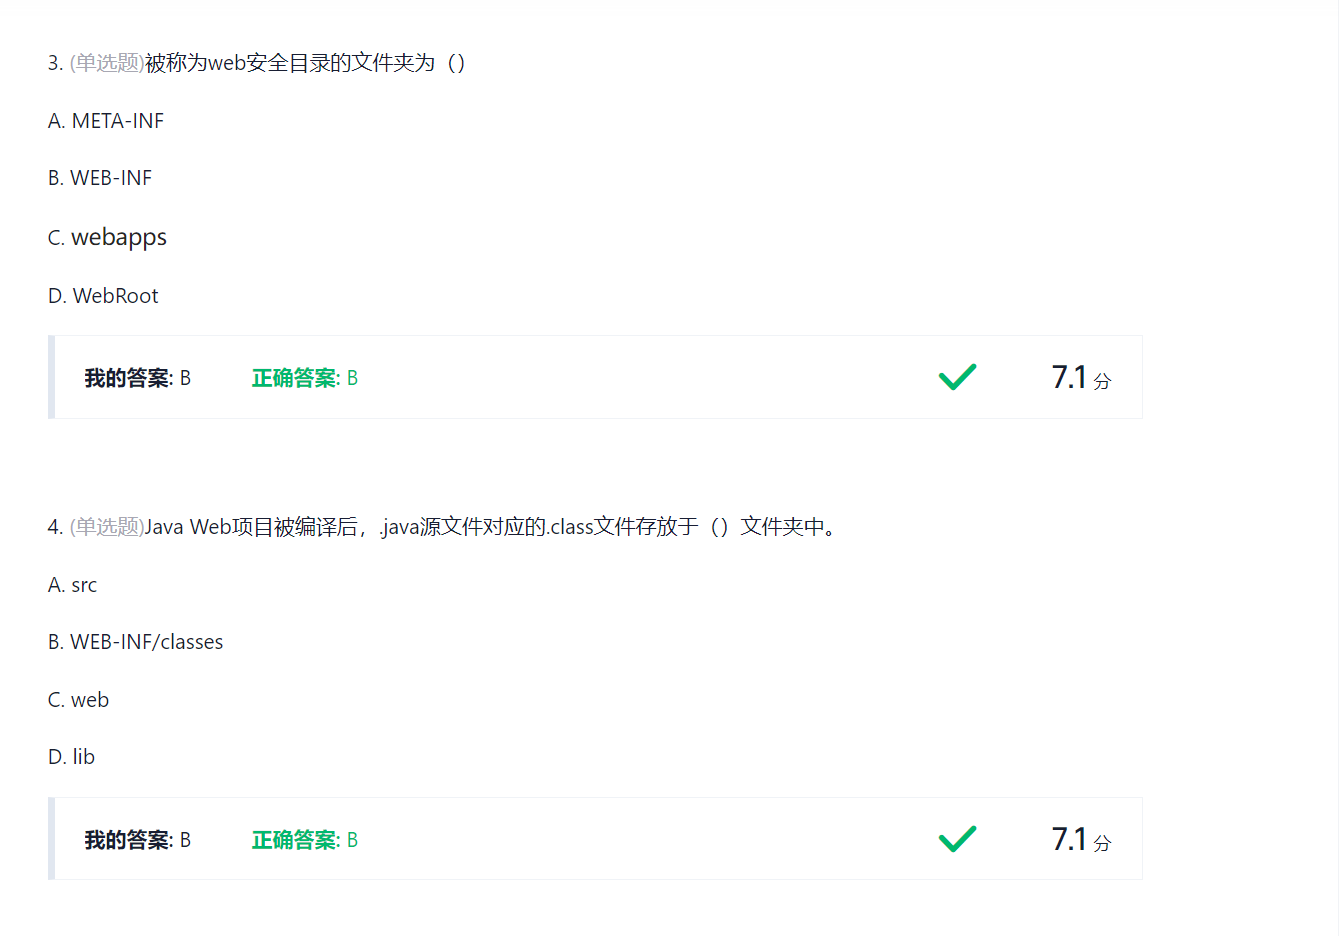 3. (单选题)被称为web安全目录的文件夹为（）
A. META-INF
B. WEB-INF
C. webapps
D. WebRoot
我的答案: B 正确答案: B 7.1 分
4. (单选题)Java Web项目被编译后，.java源文件对应的.class文件存放于（）文件夹中。
A. src
B. WEB-INF/classes
C. web
D. lib
我的答案: B 正确答案: B 7.1 分